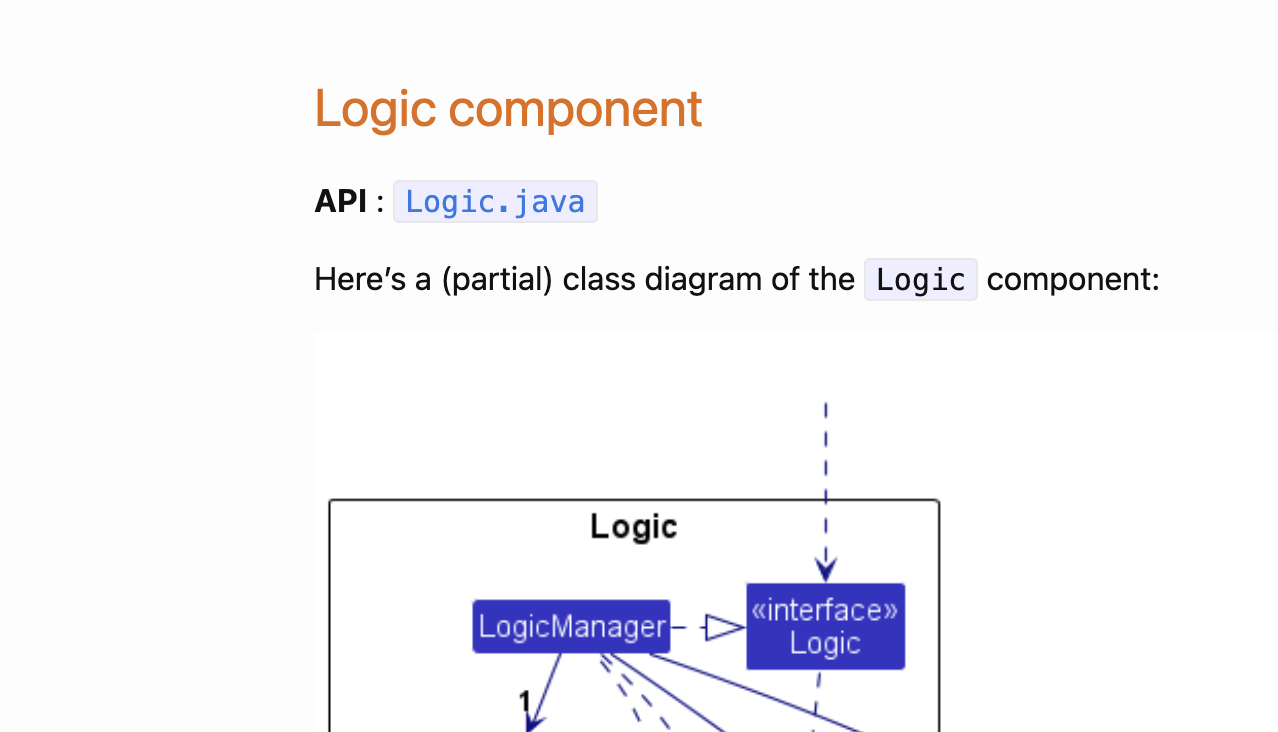 Logic component
API : Logic.java
Here’s a (partial) class diagram of the Logic component:
Logic
LogicManager
«interface»
Logic
1